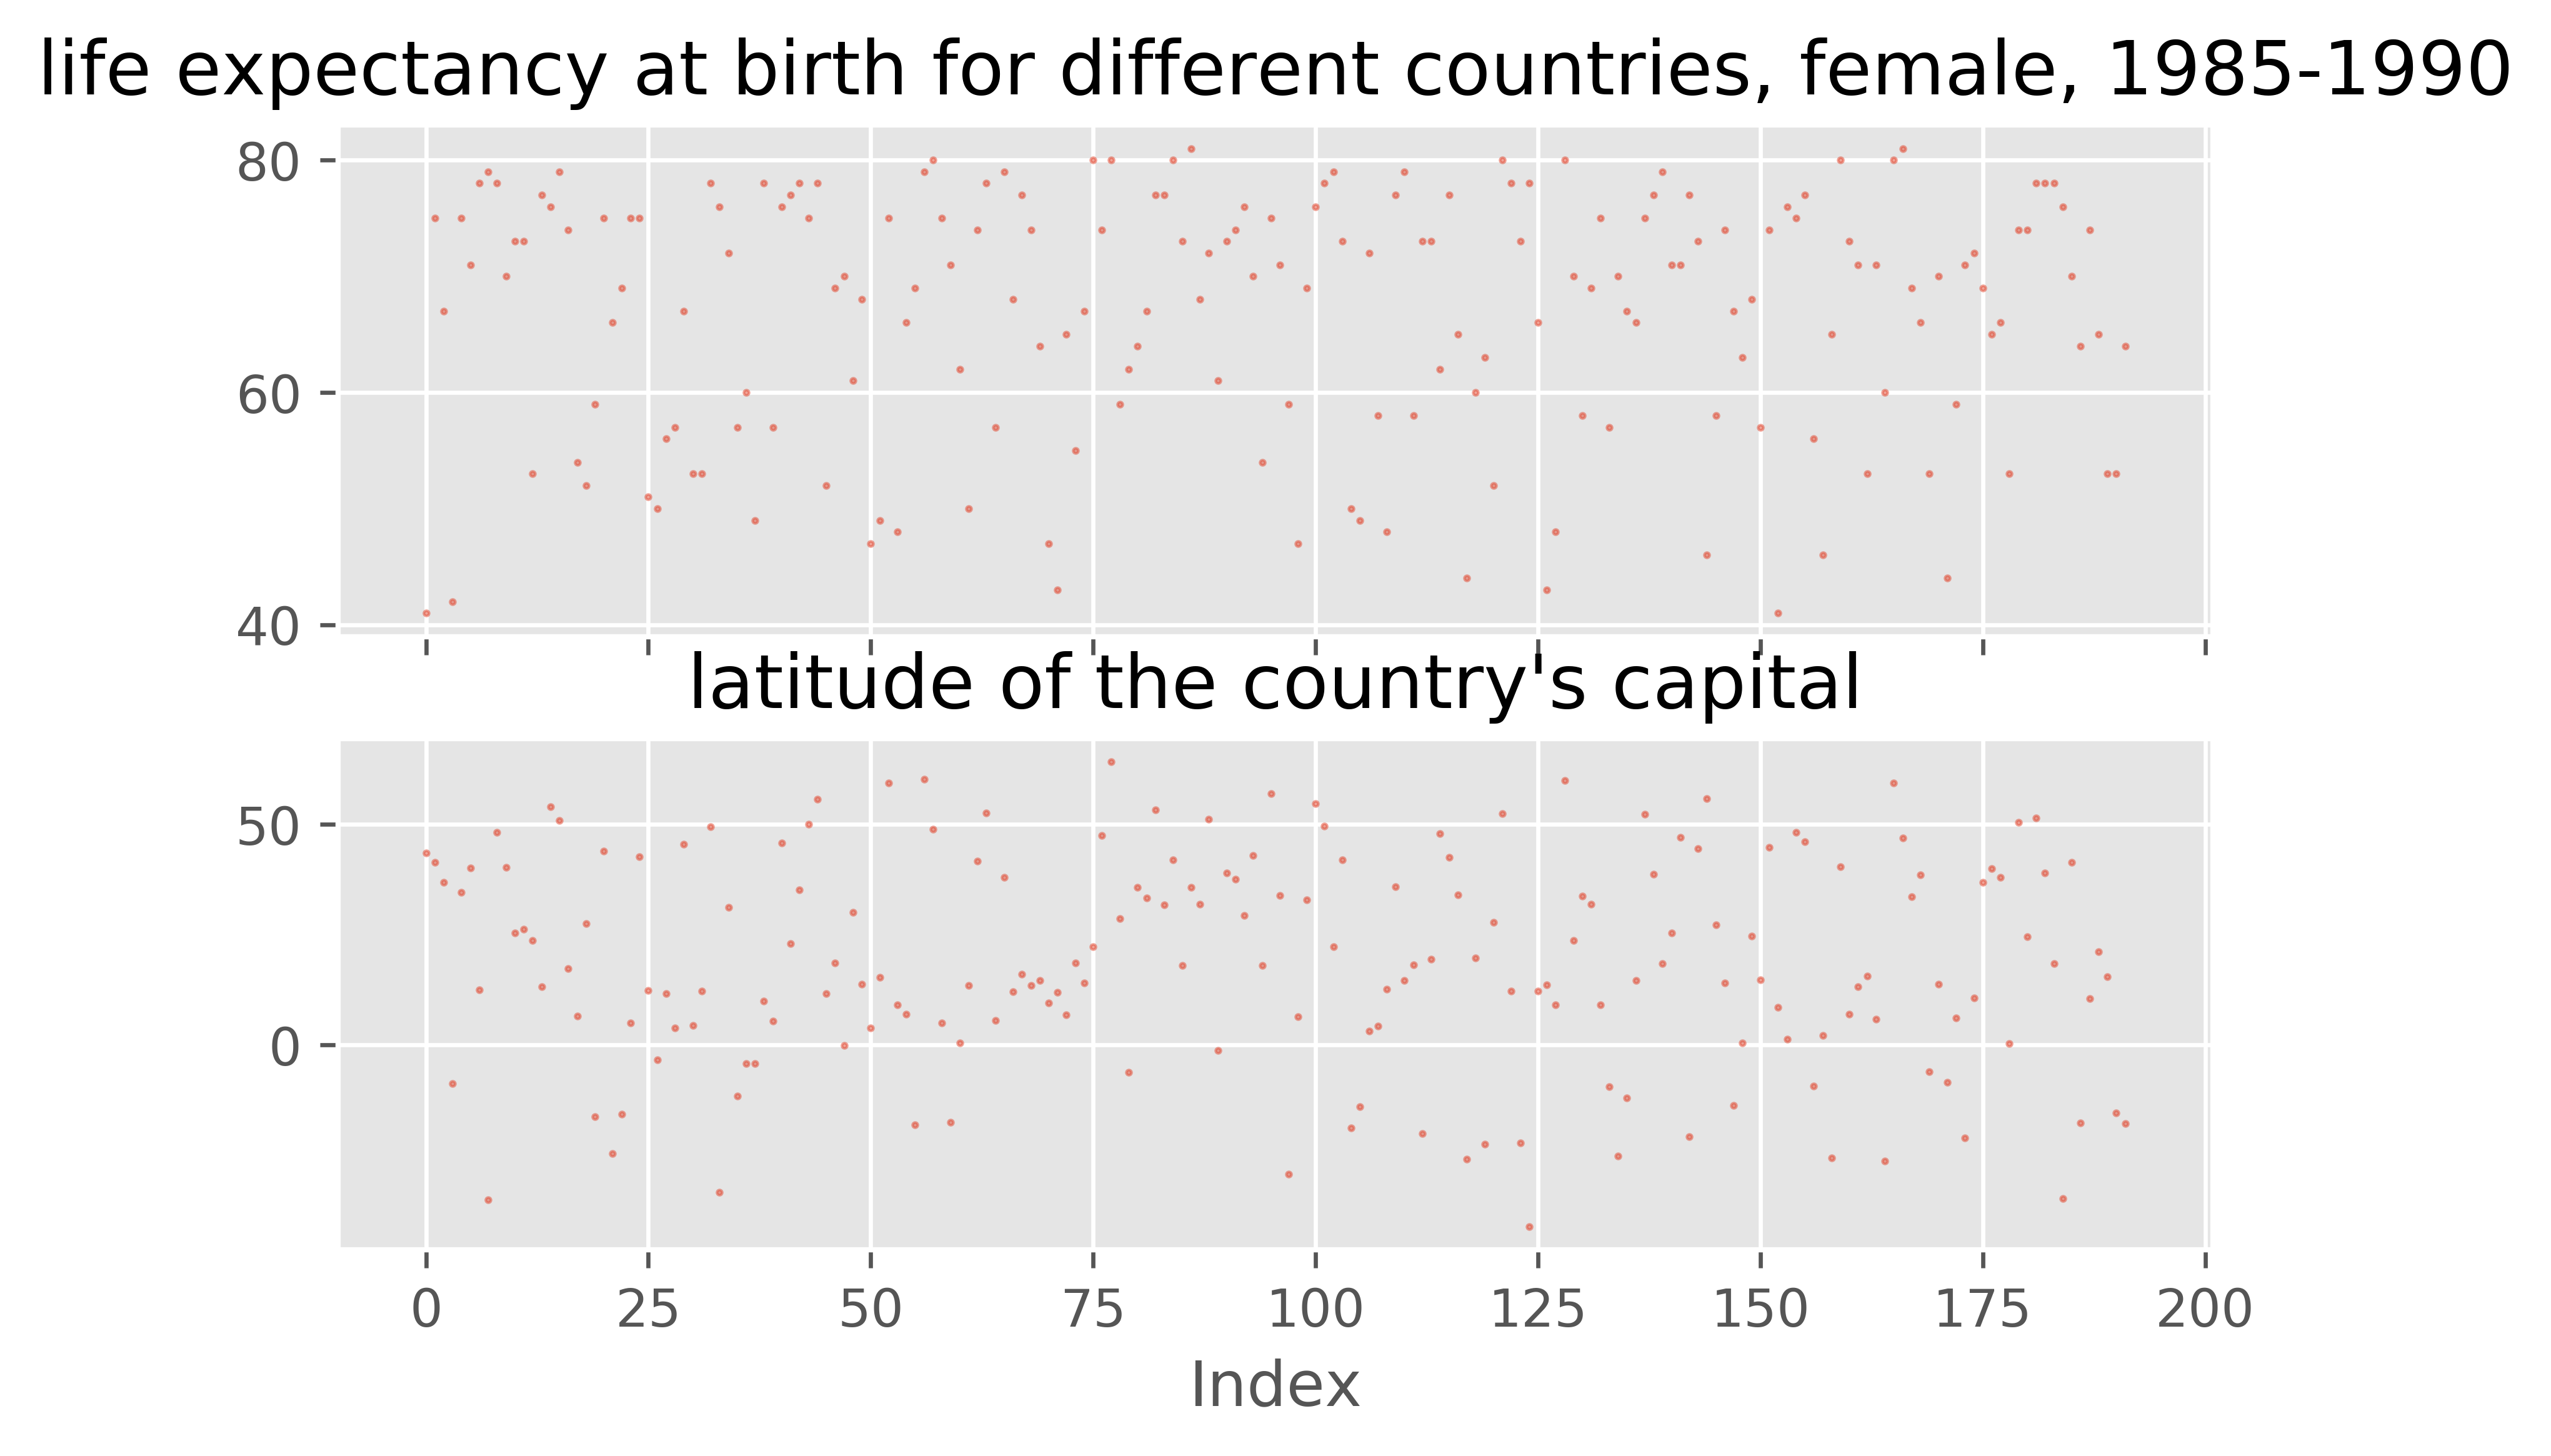 life expectancy at birth for different countries, female, 1985-1990
80
60
40
latitude of the country's capital
50
0
0 25 50 75 100 125 150 175 200
Index